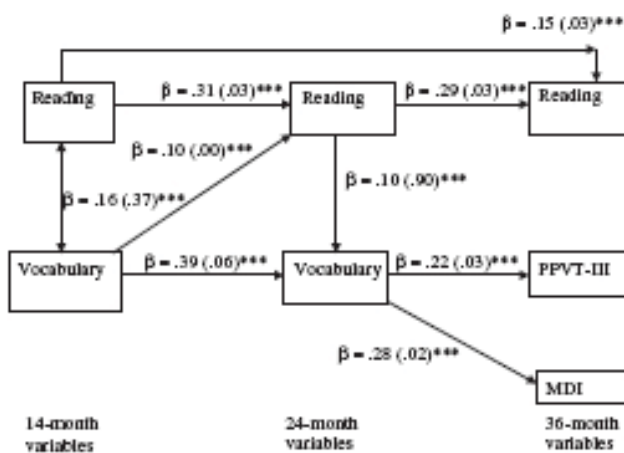 β = .15 (.03)***
Reading
β = .31 (.03)***
Reading
β = .29 (.03)***
Reading
β = .10 (.00)***
β = .16 (.37)***
β = .10 (.90)***
Vocabulary
β = .39 (.06)***
Vocabulary
β = .22 (.03)***
PPVT-III
β = .28 (.02)***
MDI
14-month
variables
24-month
variables
36-month
variables